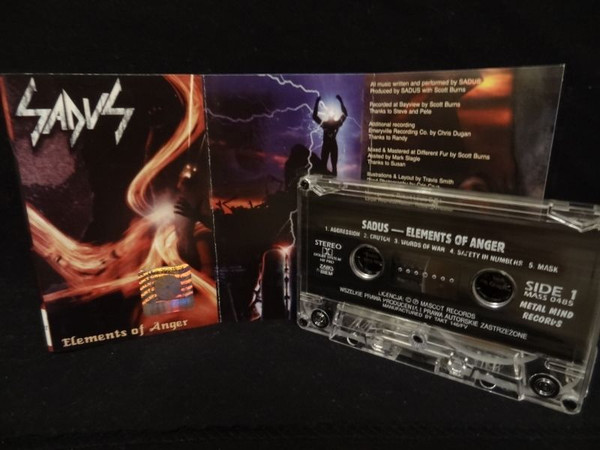 SADUS
Elements of Anger
All music written and performed by SADUS
Produced by SADUS with Scott Burns
Recorded at Bayview by Scott Burns
Thanks to Steve and Pete
Additional recording
Emeryville Recording Co. by Chris Dugan
Thanks to Randy
Mixed & Mastered at Different Fur by Scott Burns
Assisted by Mark Slagle
Thanks to Susan
Illustrations & Layout by Travis Smith
SADUS — ELEMENTS OF ANGER
1. AGGRESSION 2. CRUTCH 3. WORDS OF WAR 4. SAFETY IN NUMBERS 5. MASK
STEREO
SIDE 1
MASS 0485
METAL MIND
RECORDS
LICENCJA: © ℗ MASCOT RECORDS
WSZELKIE PRAWA PRODUCENTA I PRAWA AUTORSKIE ZASTRZEŻONE
MANUFACTURED BY TAKT